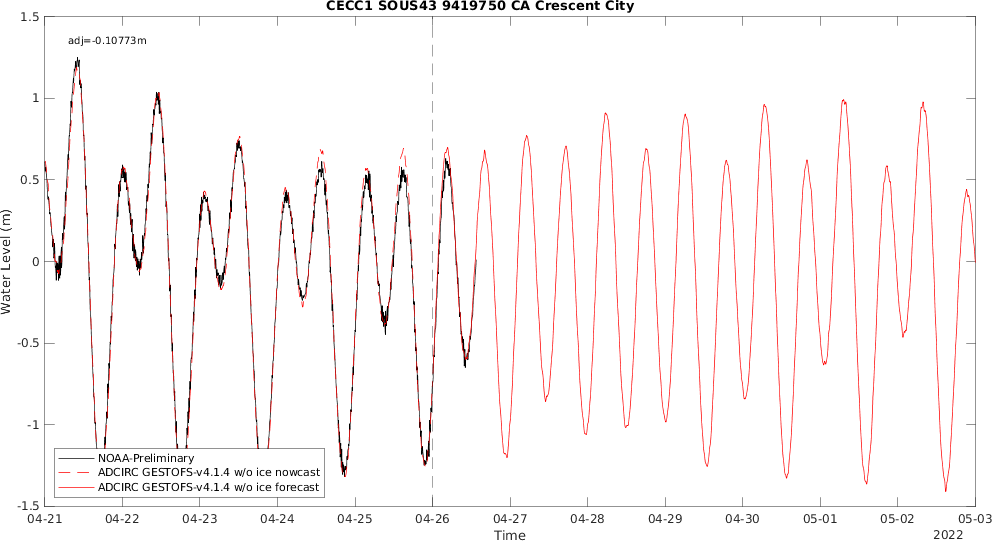 CECC1 SOUS43 9419750 CA Crescent City
adj=-0.10773m
1.5
1
0.5
0
-0.5
-1
-1.5
Water Level (m)
NOAA-Preliminary
ADCIRC GESTOFS-v4.1.4 w/o ice nowcast
ADCIRC GESTOFS-v4.1.4 w/o ice forecast
04-21 04-22 04-23 04-24 04-25 04-26 04-27 04-28 04-29 04-30 05-01 05-02 05-03
Time
2022